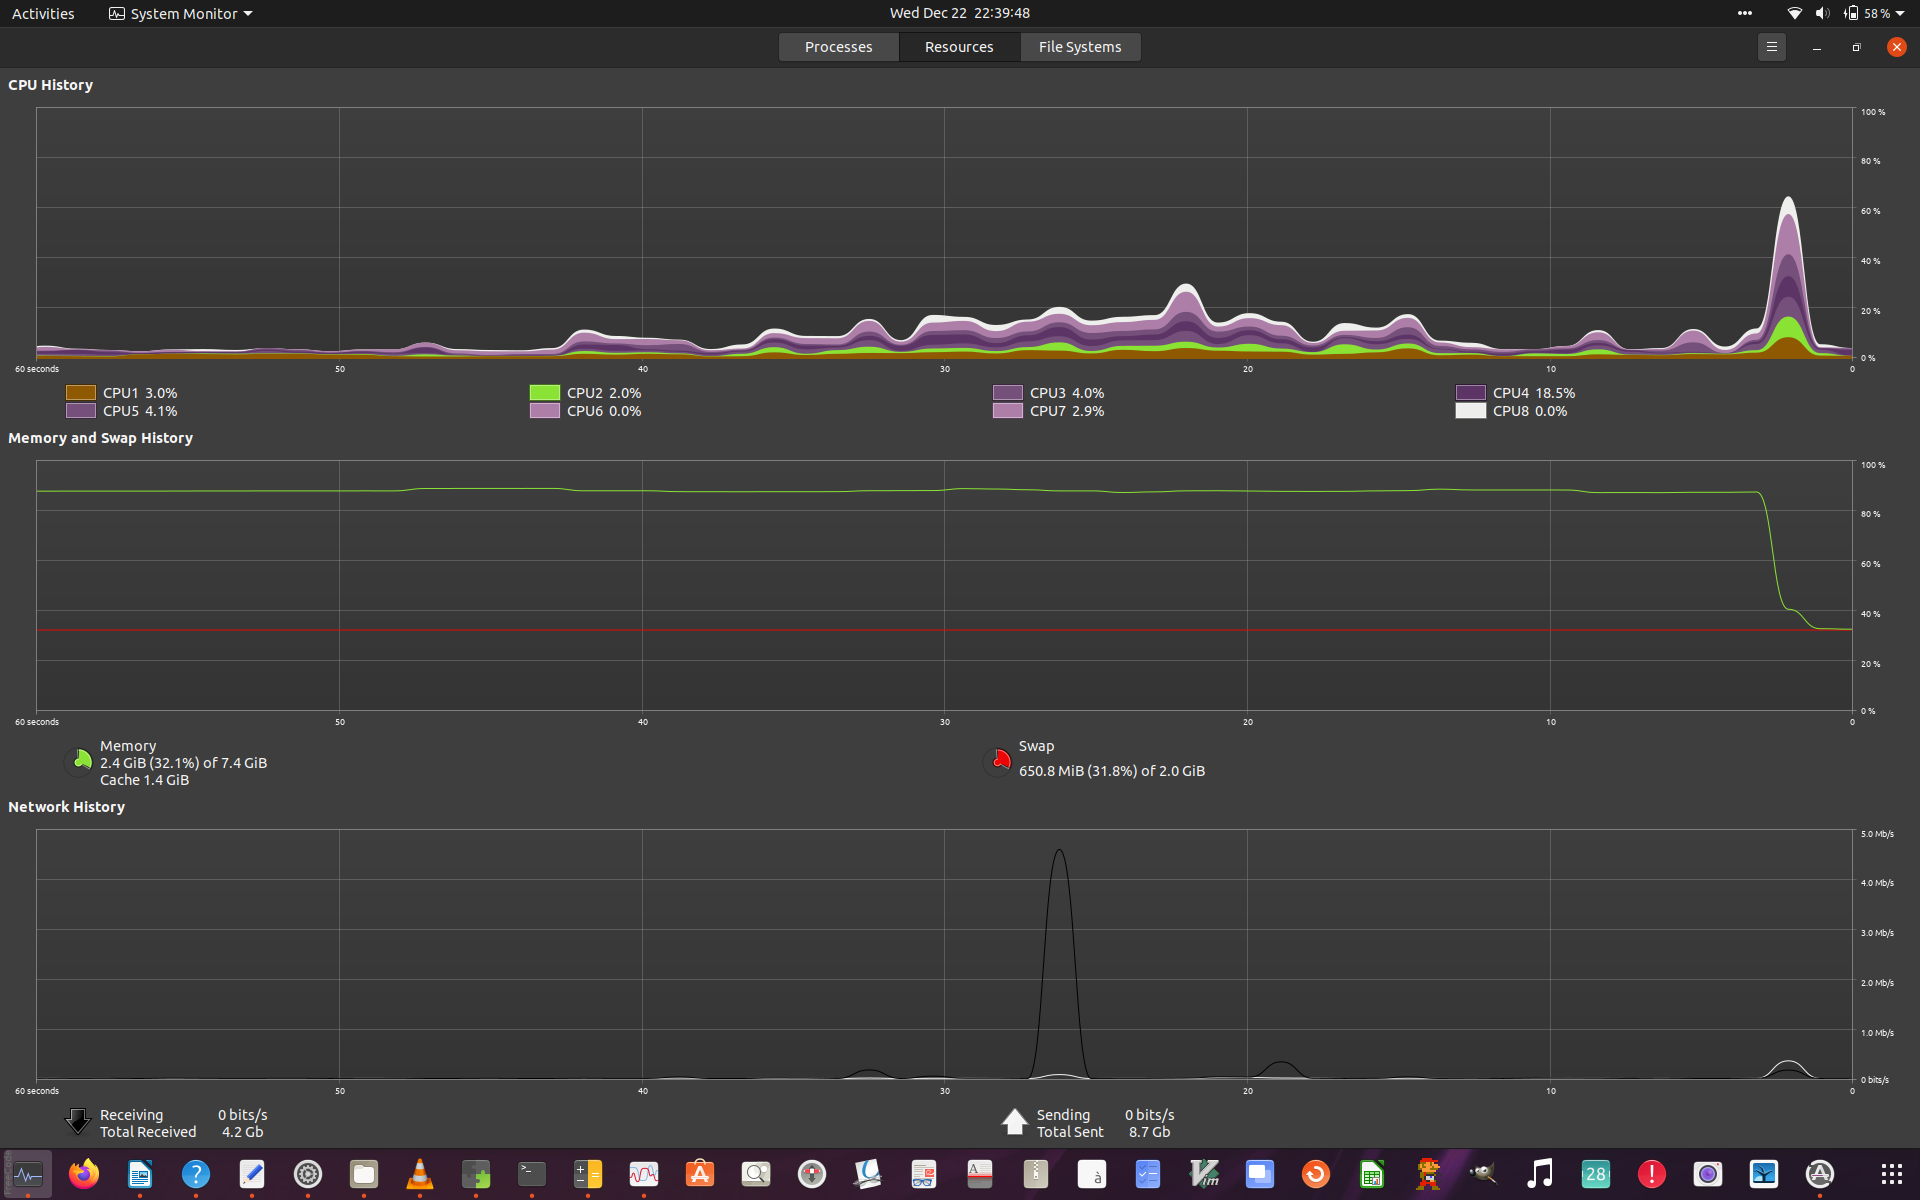 Activities System Monitor Wed Dec 22 22:39:48 58 %
Processes Resources File Systems
CPU History
100 %
80 %
60 %
40 %
20 %
0 %
60 seconds 50 40 30 20 10 0
CPU1 3.0% CPU2 2.0% CPU3 4.0% CPU4 18.5%
CPU5 4.1% CPU6 0.0% CPU7 2.9% CPU8 0.0%
Memory and Swap History
100 %
80 %
60 %
40 %
20 %
0 %
60 seconds 50 40 30 20 10 0
Memory
2.4 GiB (32.1%) of 7.4 GiB
Cache 1.4 GiB
Swap
650.8 MiB (31.8%) of 2.0 GiB
Network History
5.0 Mb/s
4.0 Mb/s
3.0 Mb/s
2.0 Mb/s
1.0 Mb/s
0 bits/s
60 seconds 50 40 30 20 10 0
Receiving 0 bits/s
Total Received 4.2 Gb
Sending 0 bits/s
Total Sent 8.7 Gb
? >_ A à Vim 28 !